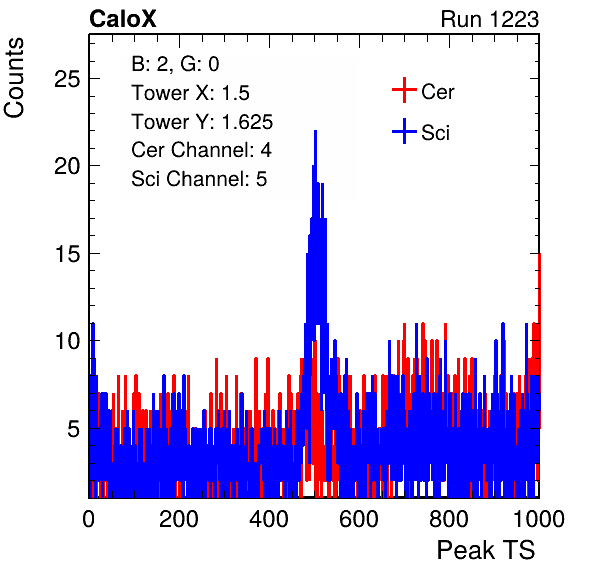 CaloX Run 1223
Counts
B: 2, G: 0
Tower X: 1.5
Tower Y: 1.625
Cer Channel: 4
Sci Channel: 5
Cer
Sci
25
20
15
10
5
0 200 400 600 800 1000
Peak TS